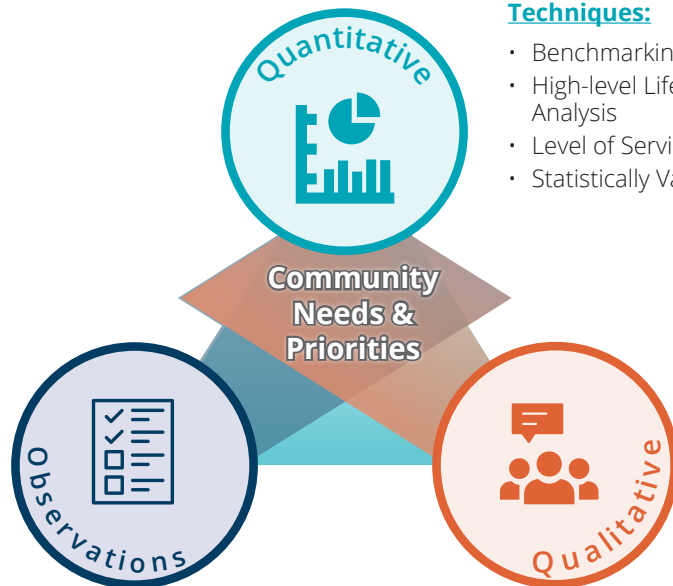 Quantitative
Techniques:
• Benchmarkin
• High-level Life
Analysis
• Level of Servi
• Statistically Va
Community
Needs &
Priorities
Observations
Qualitative